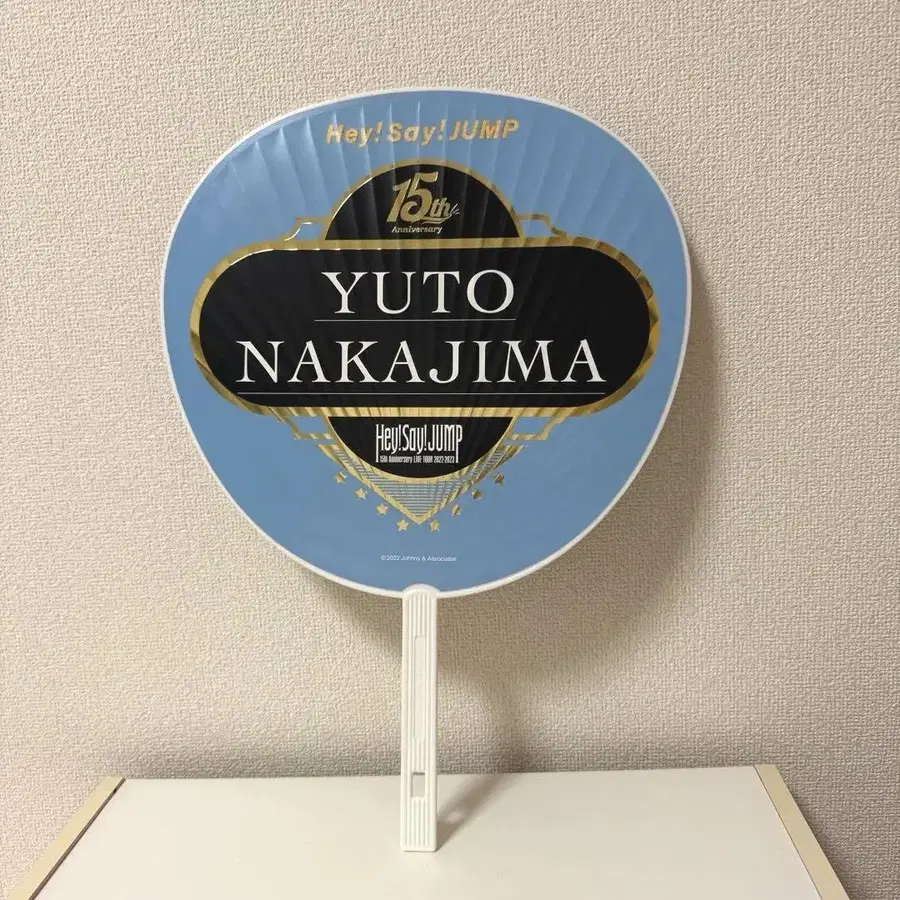 Hey! Say! JUMP
15th
Anniversary
YUTO
NAKAJIMA
Hey! Say! JUMP
15th Anniversary LIVE TOUR 2022-2023
©2022 Johnny & Associates